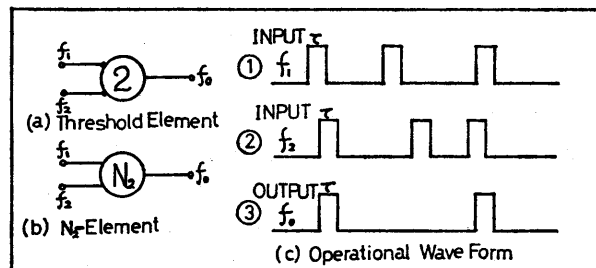 f₁
2
f₀
f₂
(a) Threshold Element
f₁
N₂
f₀
f₂
(b) N₂-Element
INPUT τ
① f₁
INPUT τ
② f₂
OUTPUT τ
③ f₀
(c) Operational Wave Form